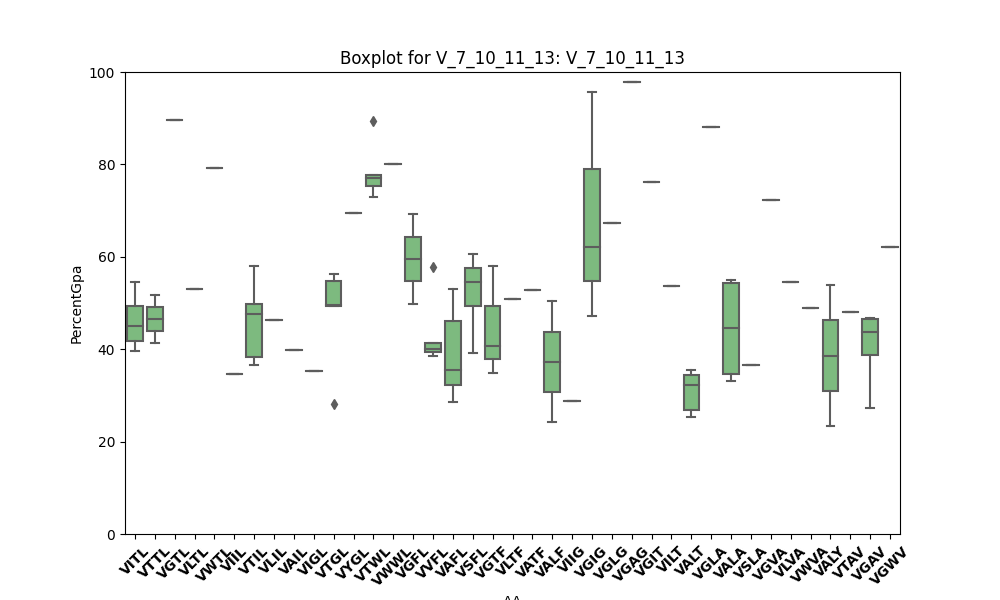 Boxplot for V_7_10_11_13: V_7_10_11_13
PercentGpa
100
80
60
40
20
0
VITL
VTTL
VGTL
VLTL
VWTL
VIIL
VTIL
VLIL
VAIL
VIGL
VTGL
VYGL
VTWL
VWWL
VGFL
VVFL
VAFL
VSFL
VGTF
VLTF
VATF
VALF
VIIG
VGIG
VGLG
VGAG
VGIT
VILT
VALT
VGLA
VALA
VSLA
VGVA
VLVA
VWVA
VALY
VTAV
VGAV
VGWV